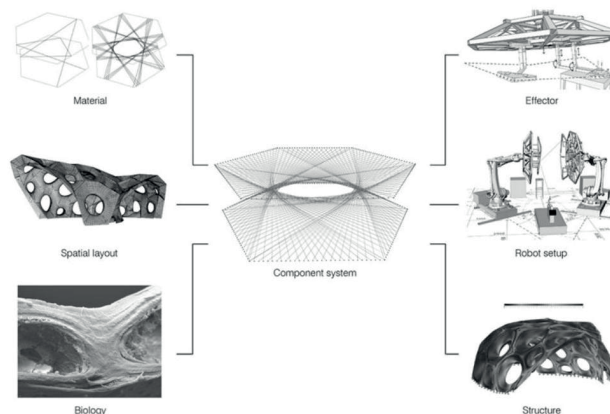 Material
Effector
Spatial layout
Component system
Robot setup
Biology
Structure